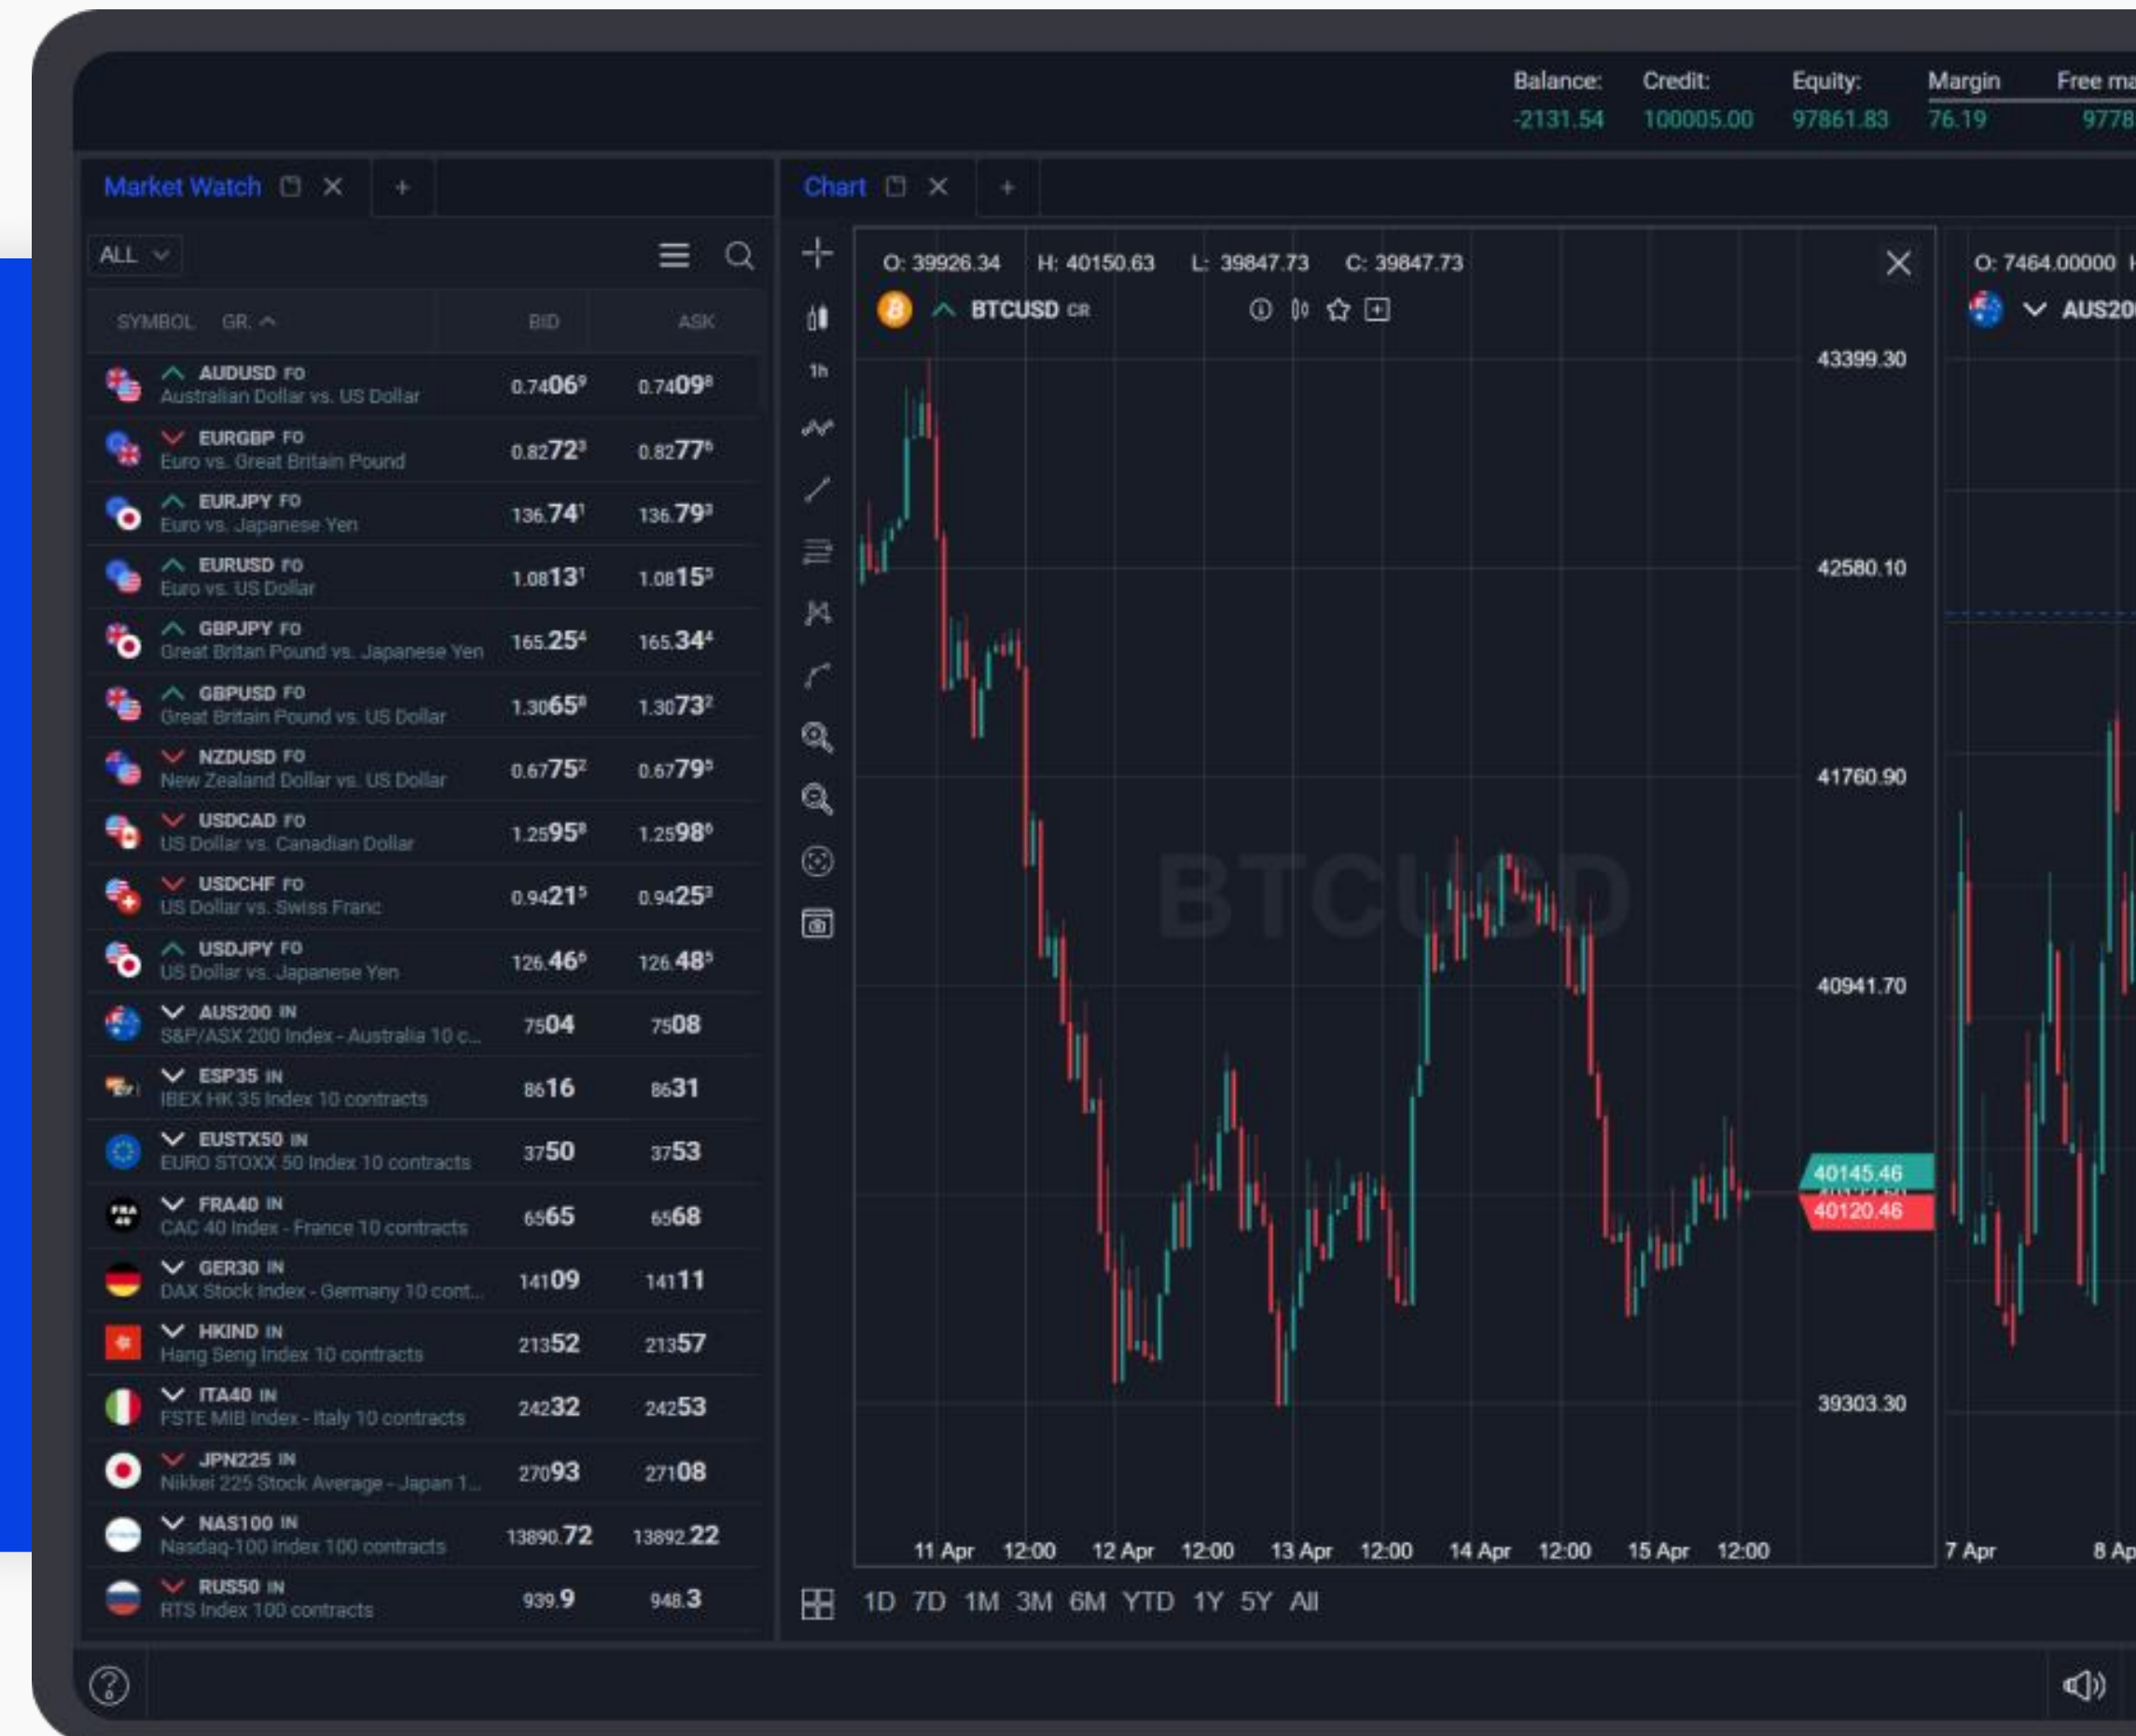 Balance: Credit: Equity: Margin Free ma
-2131.54 100005.00 97861.83 76.19 9778
Market Watch
Chart
ALL
SYMBOL GR. BID ASK
AUDUSD FO 0.74069 0.74098
Australian Dollar vs. US Dollar
EURGBP FO 0.82723 0.82776
Euro vs. Great Britain Pound
EURJPY FO 136.741 136.793
Euro vs. Japanese Yen
EURUSD FO 1.08131 1.08155
Euro vs. US Dollar
GBPJPY FO 165.254 165.344
Great Britan Pound vs. Japanese Yen
GBPUSD FO 1.30658 1.30732
Great Britain Pound vs. US Dollar
NZDUSD FO 0.67752 0.67795
New Zealand Dollar vs. US Dollar
USDCAD FO 1.25958 1.25986
US Dollar vs. Canadian Dollar
USDCHF FO 0.94215 0.94253
US Dollar vs. Swiss Franc
USDJPY FO 126.466 126.485
US Dollar vs. Japanese Yen
AUS200 IN 7504 7508
S&P/ASX 200 Index - Australia 10 c...
ESP35 IN 8616 8631
IBEX HK 35 Index 10 contracts
EUSTX50 IN 3750 3753
EURO STOXX 50 Index 10 contracts
FRA
40
FRA40 IN 6565 6568
CAC 40 Index - France 10 contracts
GER30 IN 14109 14111
DAX Stock Index - Germany 10 cont...
HKIND IN 21352 21357
Hang Seng Index 10 contracts
ITA40 IN 24232 24253
FSTE MIB Index - Italy 10 contracts
JPN225 IN 27093 27108
Nikkei 225 Stock Average - Japan 1...
NAS100 IN 13890.72 13892.22
Nasdaq-100 Index 100 contracts
RUS50 IN 939.9 948.3
RTS Index 100 contracts
1h
O: 39926.34 H: 40150.63 L: 39847.73 C: 39847.73
BTCUSD CR
43399.30
42580.10
41760.90
BTCUSD
40941.70
40145.46
40120.46
39303.30
11 Apr 12:00 12 Apr 12:00 13 Apr 12:00 14 Apr 12:00 15 Apr 12:00
1D 7D 1M 3M 6M YTD 1Y 5Y All
O: 7464.00000 H
AUS200
7 Apr 8 Ap